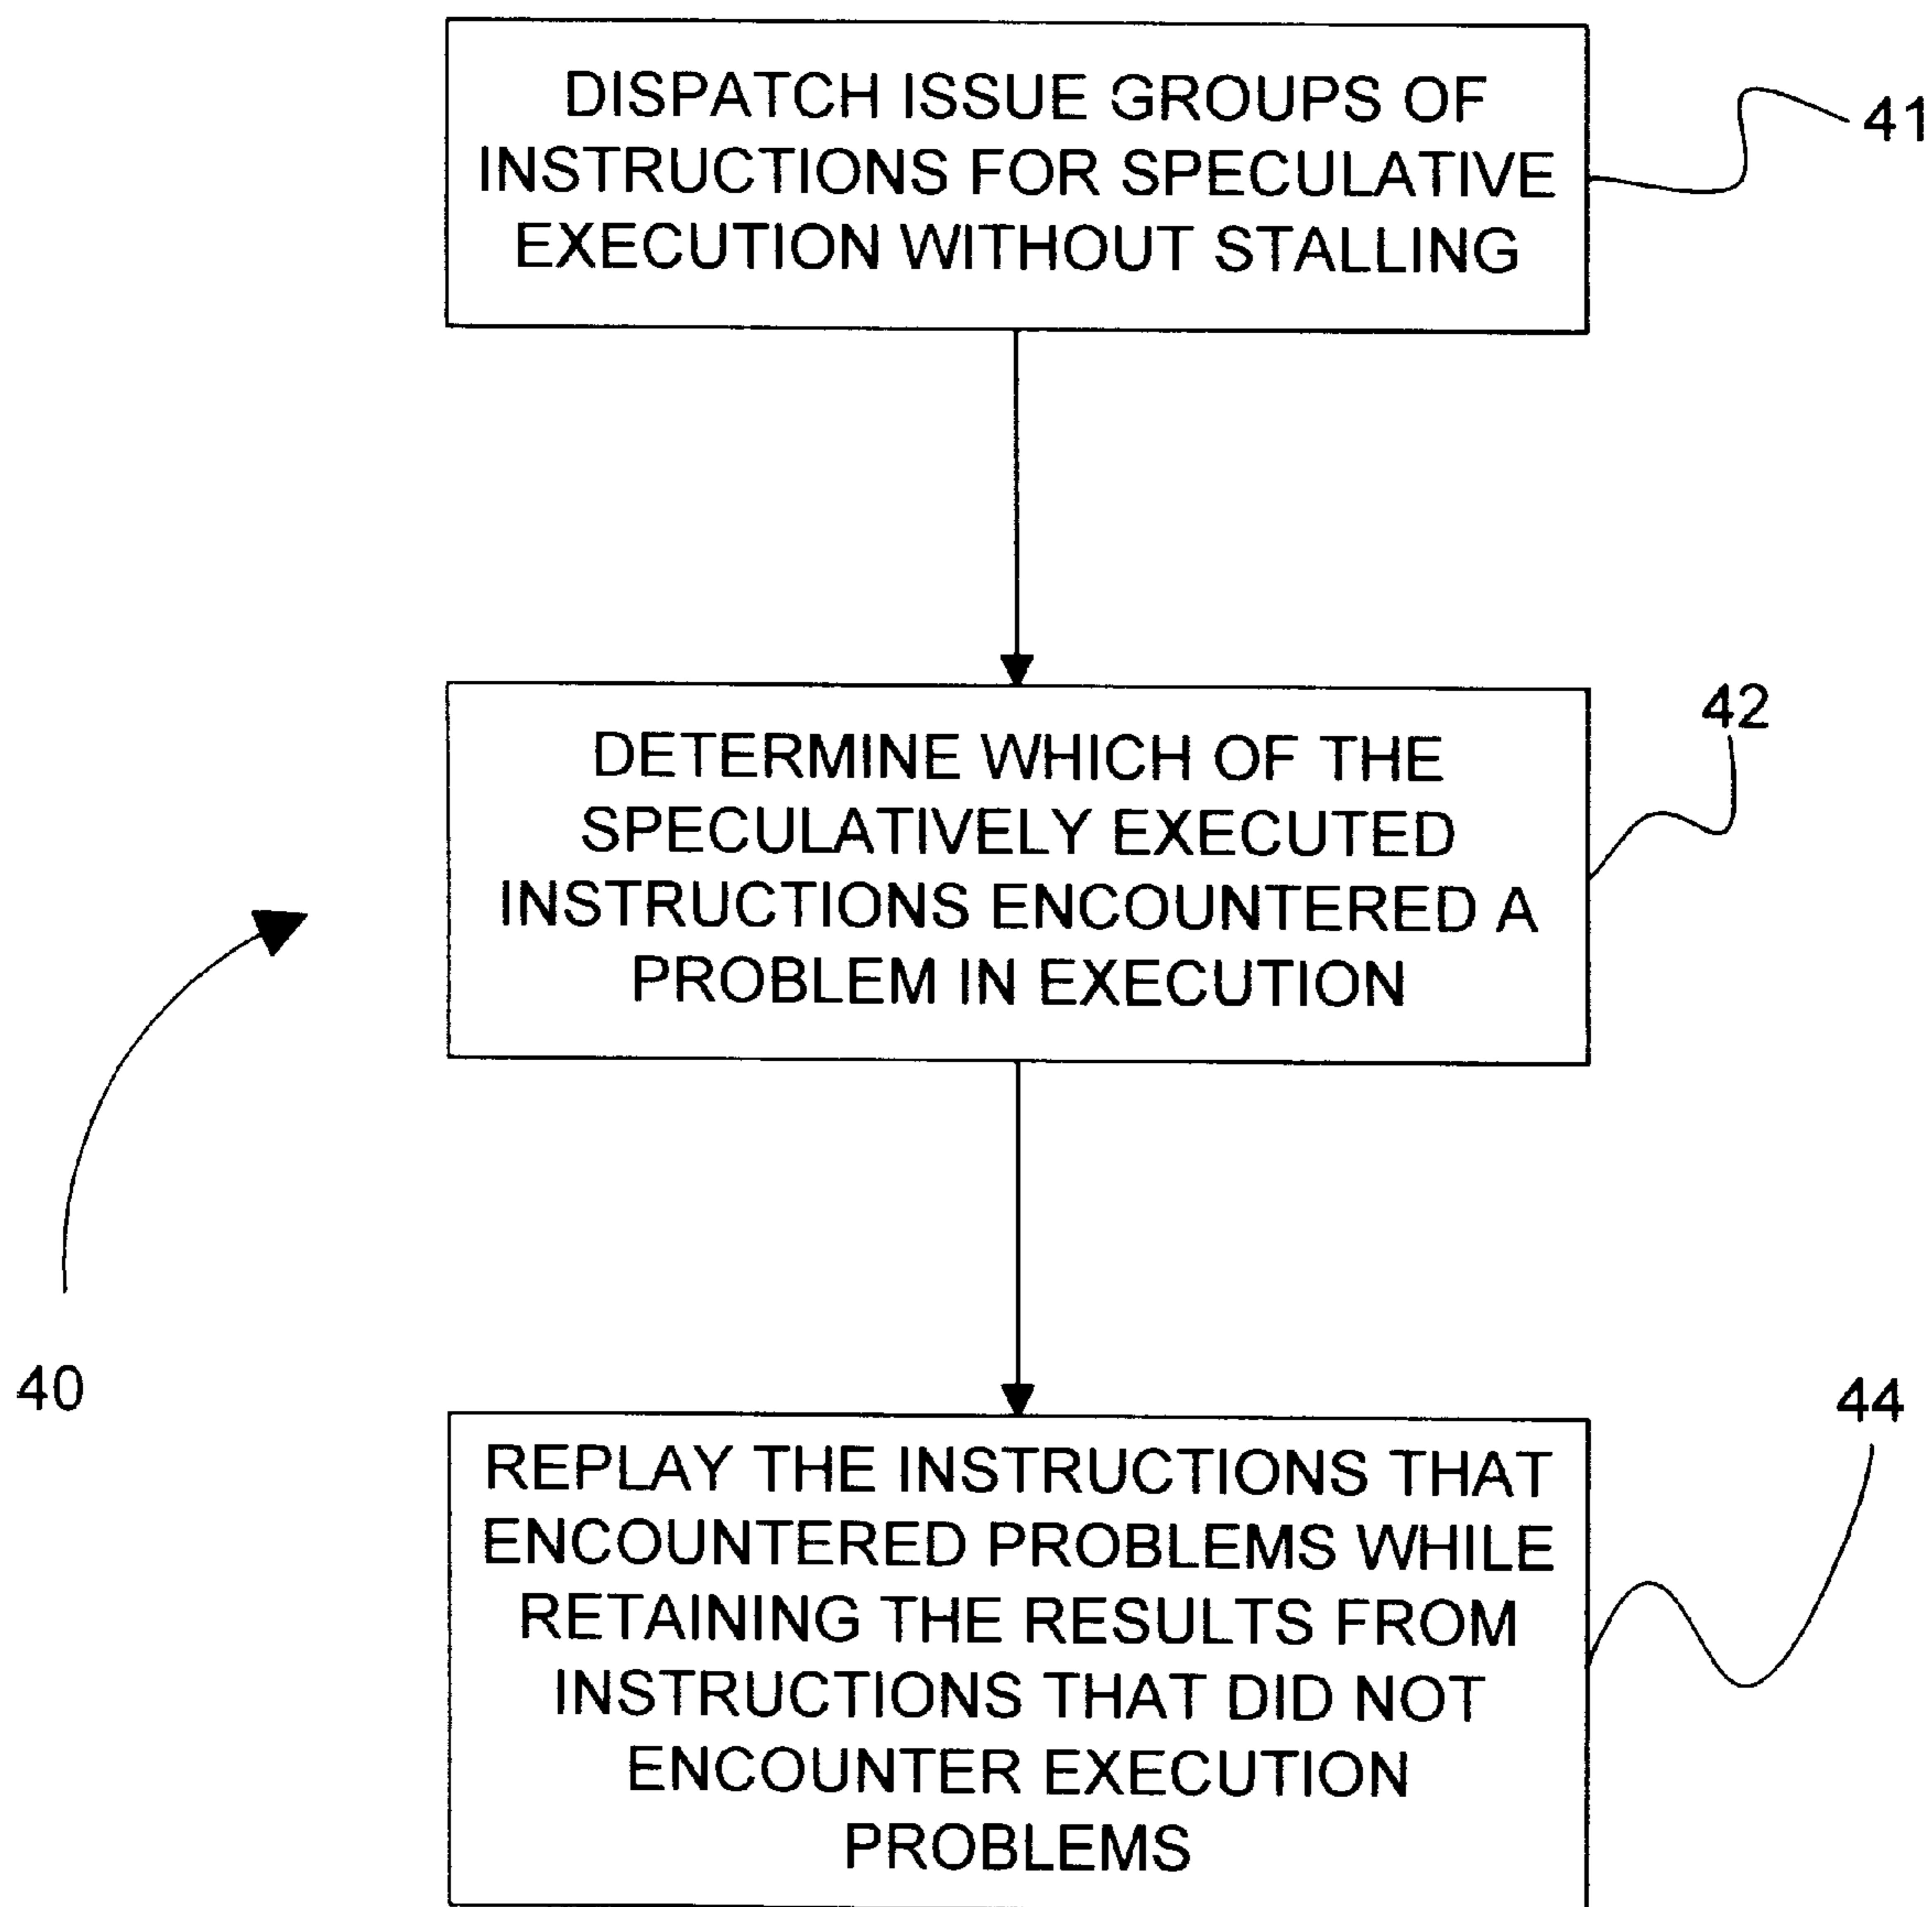 DISPATCH ISSUE GROUPS OF
INSTRUCTIONS FOR SPECULATIVE
EXECUTION WITHOUT STALLING
41
DETERMINE WHICH OF THE
SPECULATIVELY EXECUTED
INSTRUCTIONS ENCOUNTERED A
PROBLEM IN EXECUTION
42
40
REPLAY THE INSTRUCTIONS THAT
ENCOUNTERED PROBLEMS WHILE
RETAINING THE RESULTS FROM
INSTRUCTIONS THAT DID NOT
ENCOUNTER EXECUTION
PROBLEMS
44